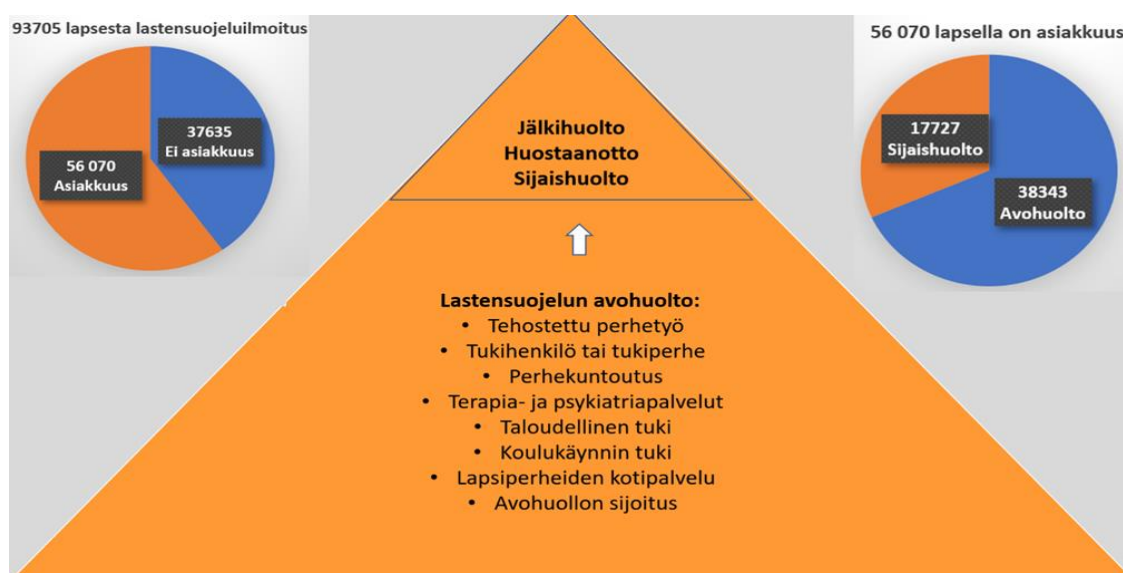 93705 lapsesta lastensuojeluilmoitus
37635
Ei asiakkuus
56 070
Asiakkuus
Jälkihuolto
Huostaanotto
Sijaishuolto
56 070 lapsella on asiakkuus
17727
Sijaishuolto
38343
Avohuolto
Lastensuojelun avohuolto:
• Tehostettu perhetyö
• Tukihenkilö tai tukiperhe
• Perhekuntoutus
• Terapia- ja psykiatriapalvelut
• Taloudellinen tuki
• Koulukäynnin tuki
• Lapsiperheiden kotipalvelu
• Avohuollon sijoitus